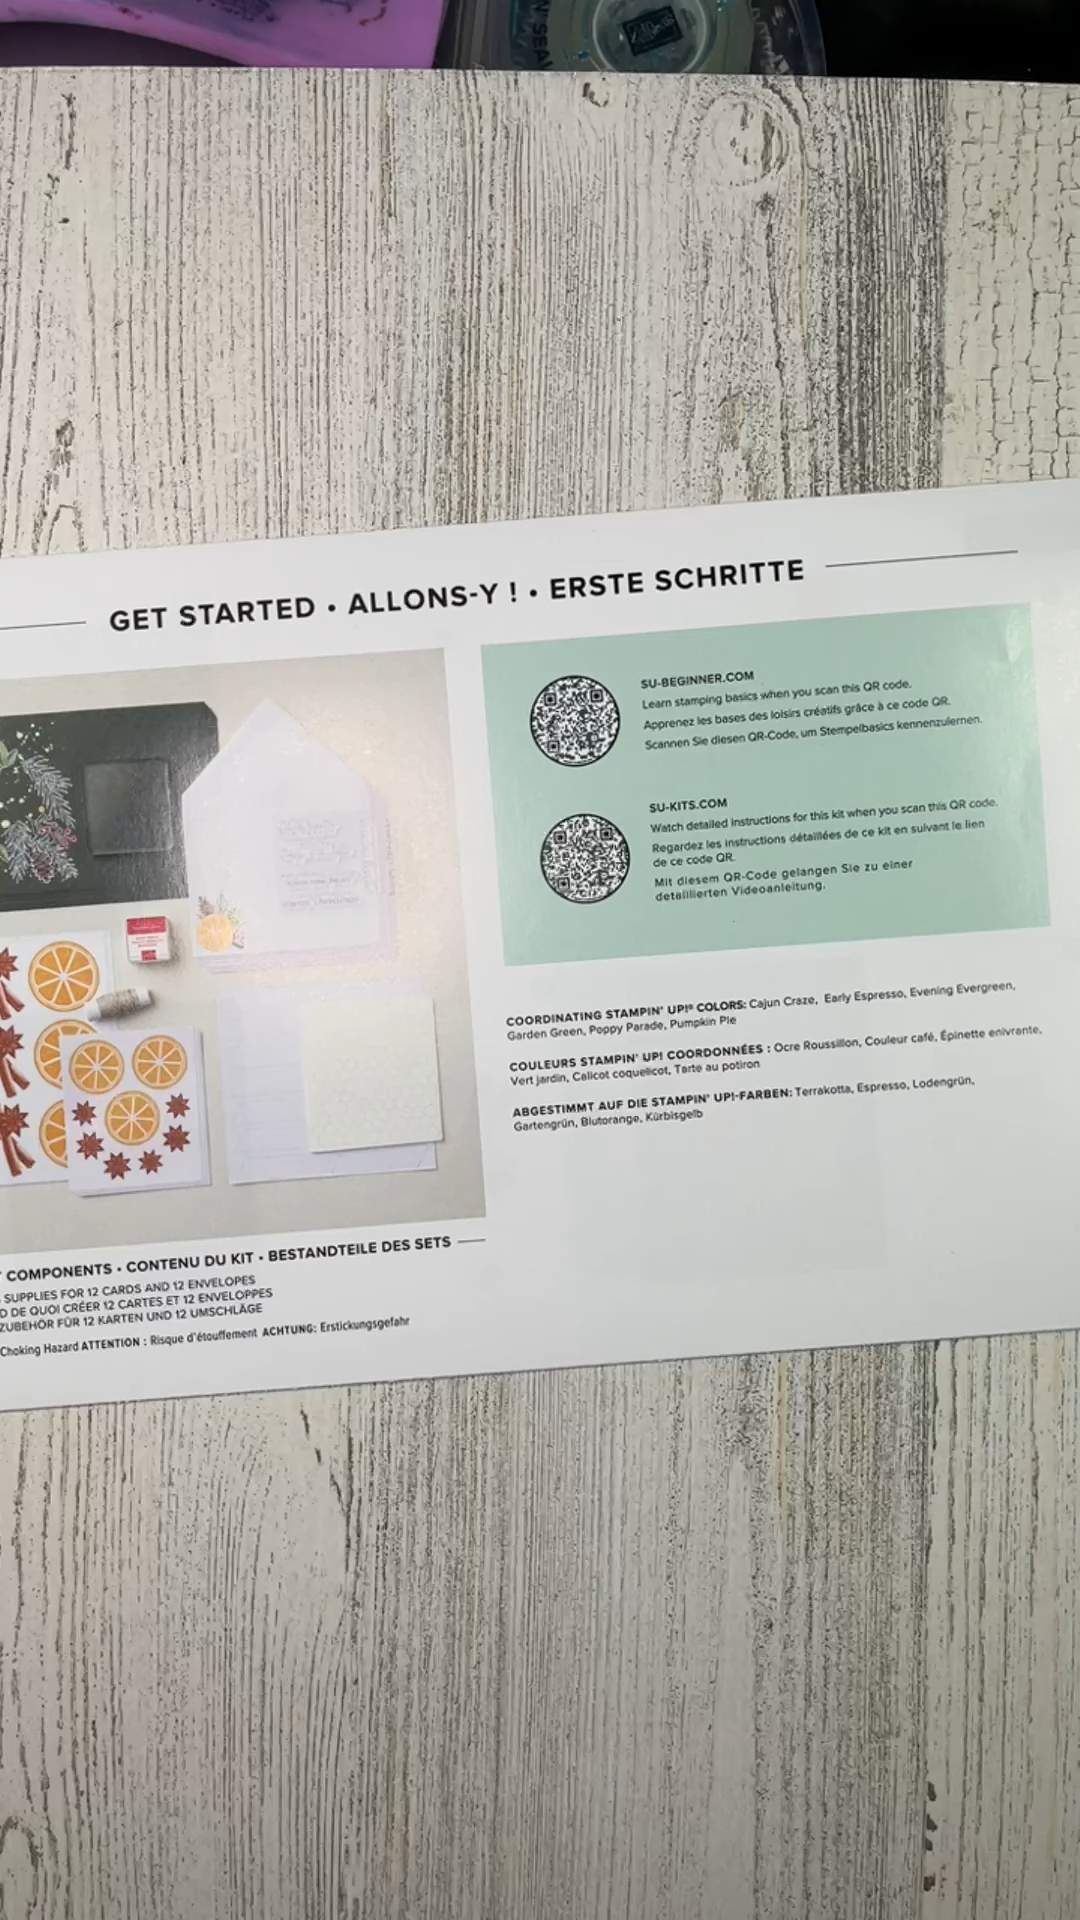 GET STARTED • ALLONS-Y ! • ERSTE SCHRITTE
SU-BEGINNER.COM
Learn stamping basics when you scan this QR code.
Apprenez les bases des loisirs créatifs grâce à ce code QR.
Scannen Sie diesen QR-Code, um Stempelbasics kennenzulernen.
SU-KITS.COM
Watch detailed instructions for this kit when you scan this QR code.
Regardez les instructions détaillées de ce kit en suivant le lien
de ce code QR.
Mit diesem QR-Code gelangen Sie zu einer
detaillierten Videoanleitung.
COORDINATING STAMPIN' UP!® COLORS: Cajun Craze, Early Espresso, Evening Evergreen,
Garden Green, Poppy Parade, Pumpkin Pie
COULEURS STAMPIN' UP! COORDONNÉES : Ocre Roussillon, Couleur café, Épinette enivrante,
Vert jardin, Calicot coquelicot, Tarte au potiron
ABGESTIMMT AUF DIE STAMPIN' UP!-FARBEN: Terrakotta, Espresso, Lodengrün,
Gartengrün, Blutorange, Kürbisgelb
COMPONENTS • CONTENU DU KIT • BESTANDTEILE DES SETS
SUPPLIES FOR 12 CARDS AND 12 ENVELOPES
DE QUOI CRÉER 12 CARTES ET 12 ENVELOPPES
ZUBEHÖR FÜR 12 KARTEN UND 12 UMSCHLÄGE
Choking Hazard ATTENTION : Risque d'étouffement ACHTUNG: Erstickungsgefahr